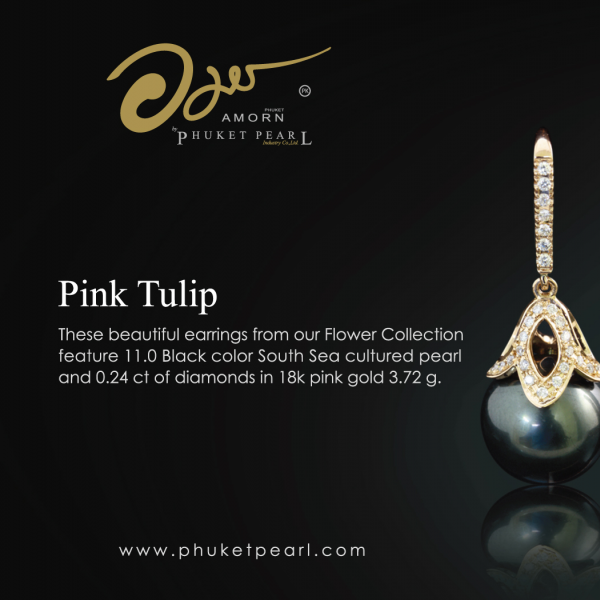 PK
PHUKET
AMORN
by PHUKET PEARL
Industry Co.,Ltd.
Pink Tulip
These beautiful earrings from our Flower Collection
feature 11.0 Black color South Sea cultured pearl
and 0.24 ct of diamonds in 18k pink gold 3.72 g.
www.phuketpearl.com